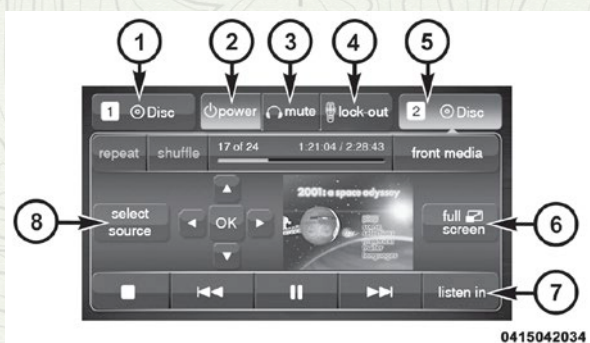 1 2 3 4 5
1 Disc power mute lock-out 2 Disc
repeat shuffle 17 of 24 1:21:04 / 2:28:43 front media
2001: a space odyssey
select source
OK
play
languages
full screen
8 6
listen in
7
0415042034